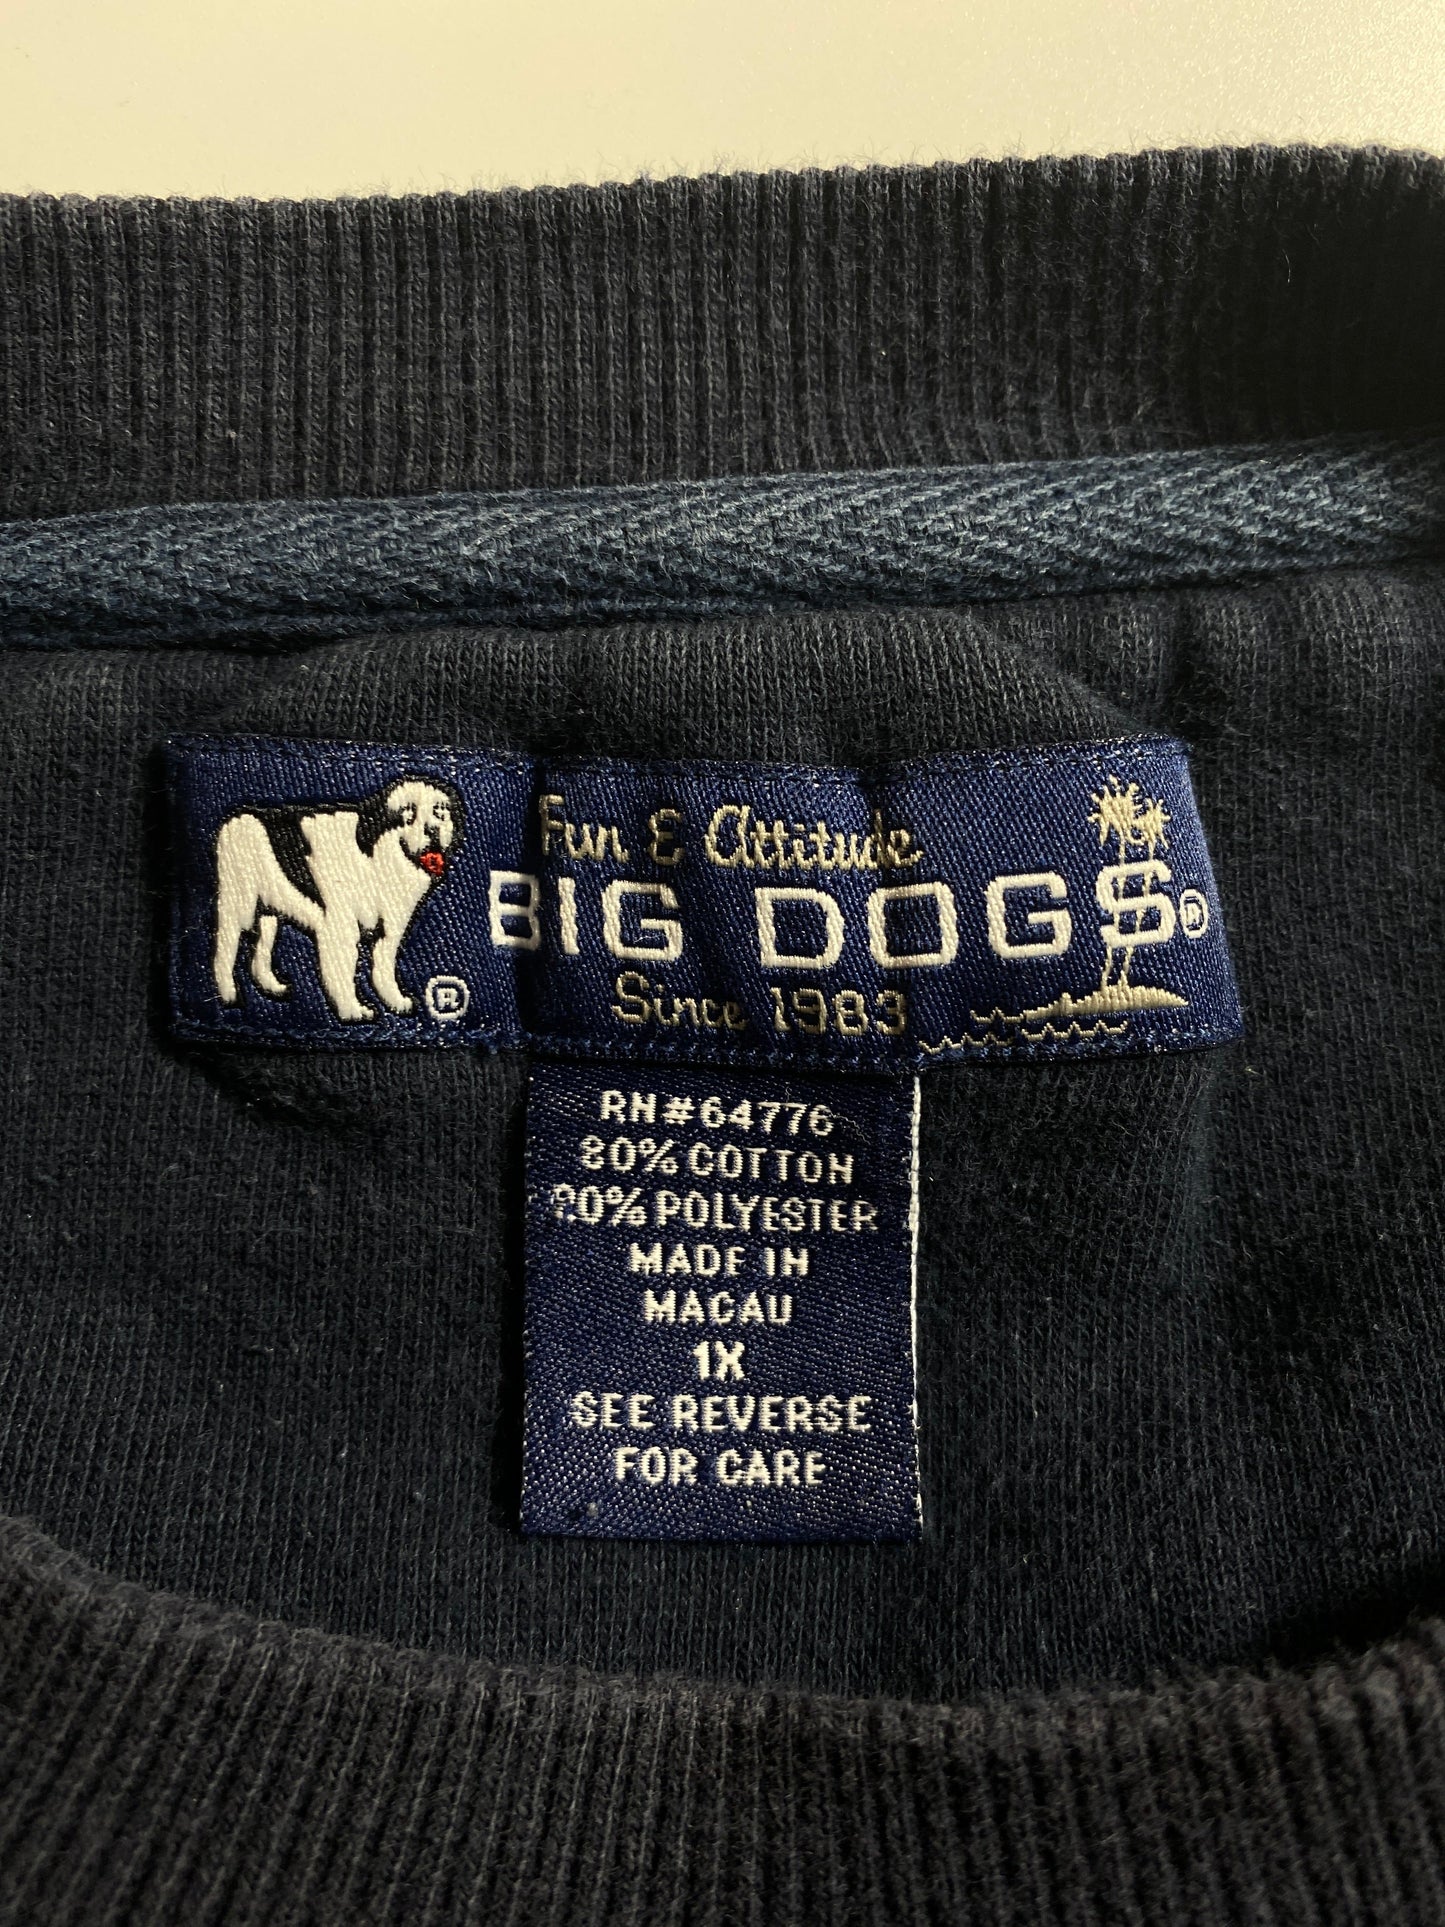 Fun & Attitude
BIG DOGS®
Since 1983
®
RN#64776
80% COTTON
20% POLYESTER
MADE IN
MACAU
1X
SEE REVERSE
FOR CARE